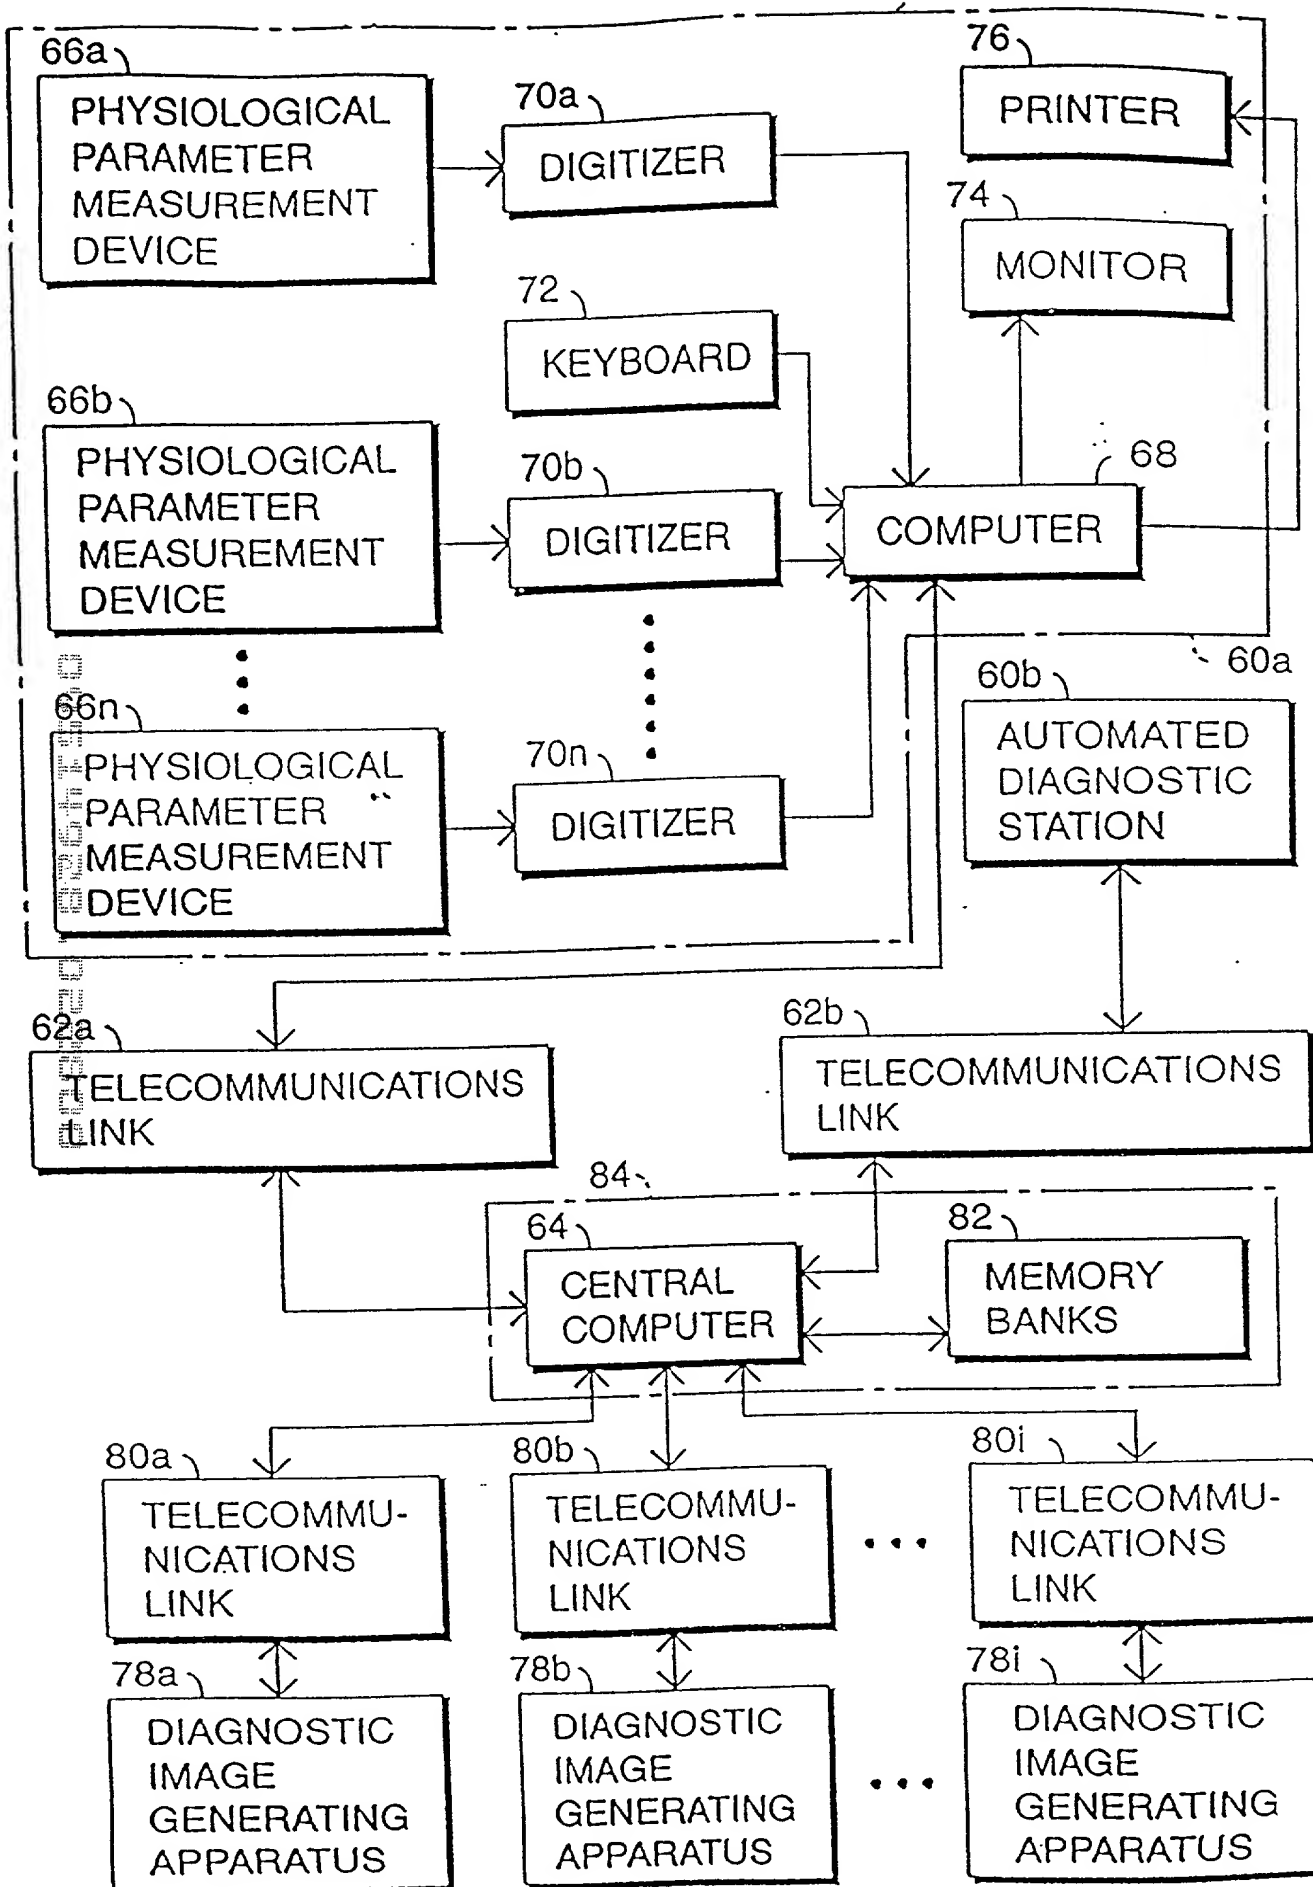 66a
PHYSIOLOGICAL
PARAMETER
MEASUREMENT
DEVICE
70a
DIGITIZER
76
PRINTER
74
MONITOR
72
KEYBOARD
66b
PHYSIOLOGICAL
PARAMETER
MEASUREMENT
DEVICE
70b
DIGITIZER
68
COMPUTER
60a
66n
PHYSIOLOGICAL
PARAMETER
MEASUREMENT
DEVICE
70n
DIGITIZER
60b
AUTOMATED
DIAGNOSTIC
STATION
62a
TELECOMMUNICATIONS
LINK
62b
TELECOMMUNICATIONS
LINK
84
64
CENTRAL
COMPUTER
82
MEMORY
BANKS
80a
TELECOMMU-
NICATIONS
LINK
80b
TELECOMMU-
NICATIONS
LINK
80i
TELECOMMU-
NICATIONS
LINK
78a
DIAGNOSTIC
IMAGE
GENERATING
APPARATUS
78b
DIAGNOSTIC
IMAGE
GENERATING
APPARATUS
78i
DIAGNOSTIC
IMAGE
GENERATING
APPARATUS